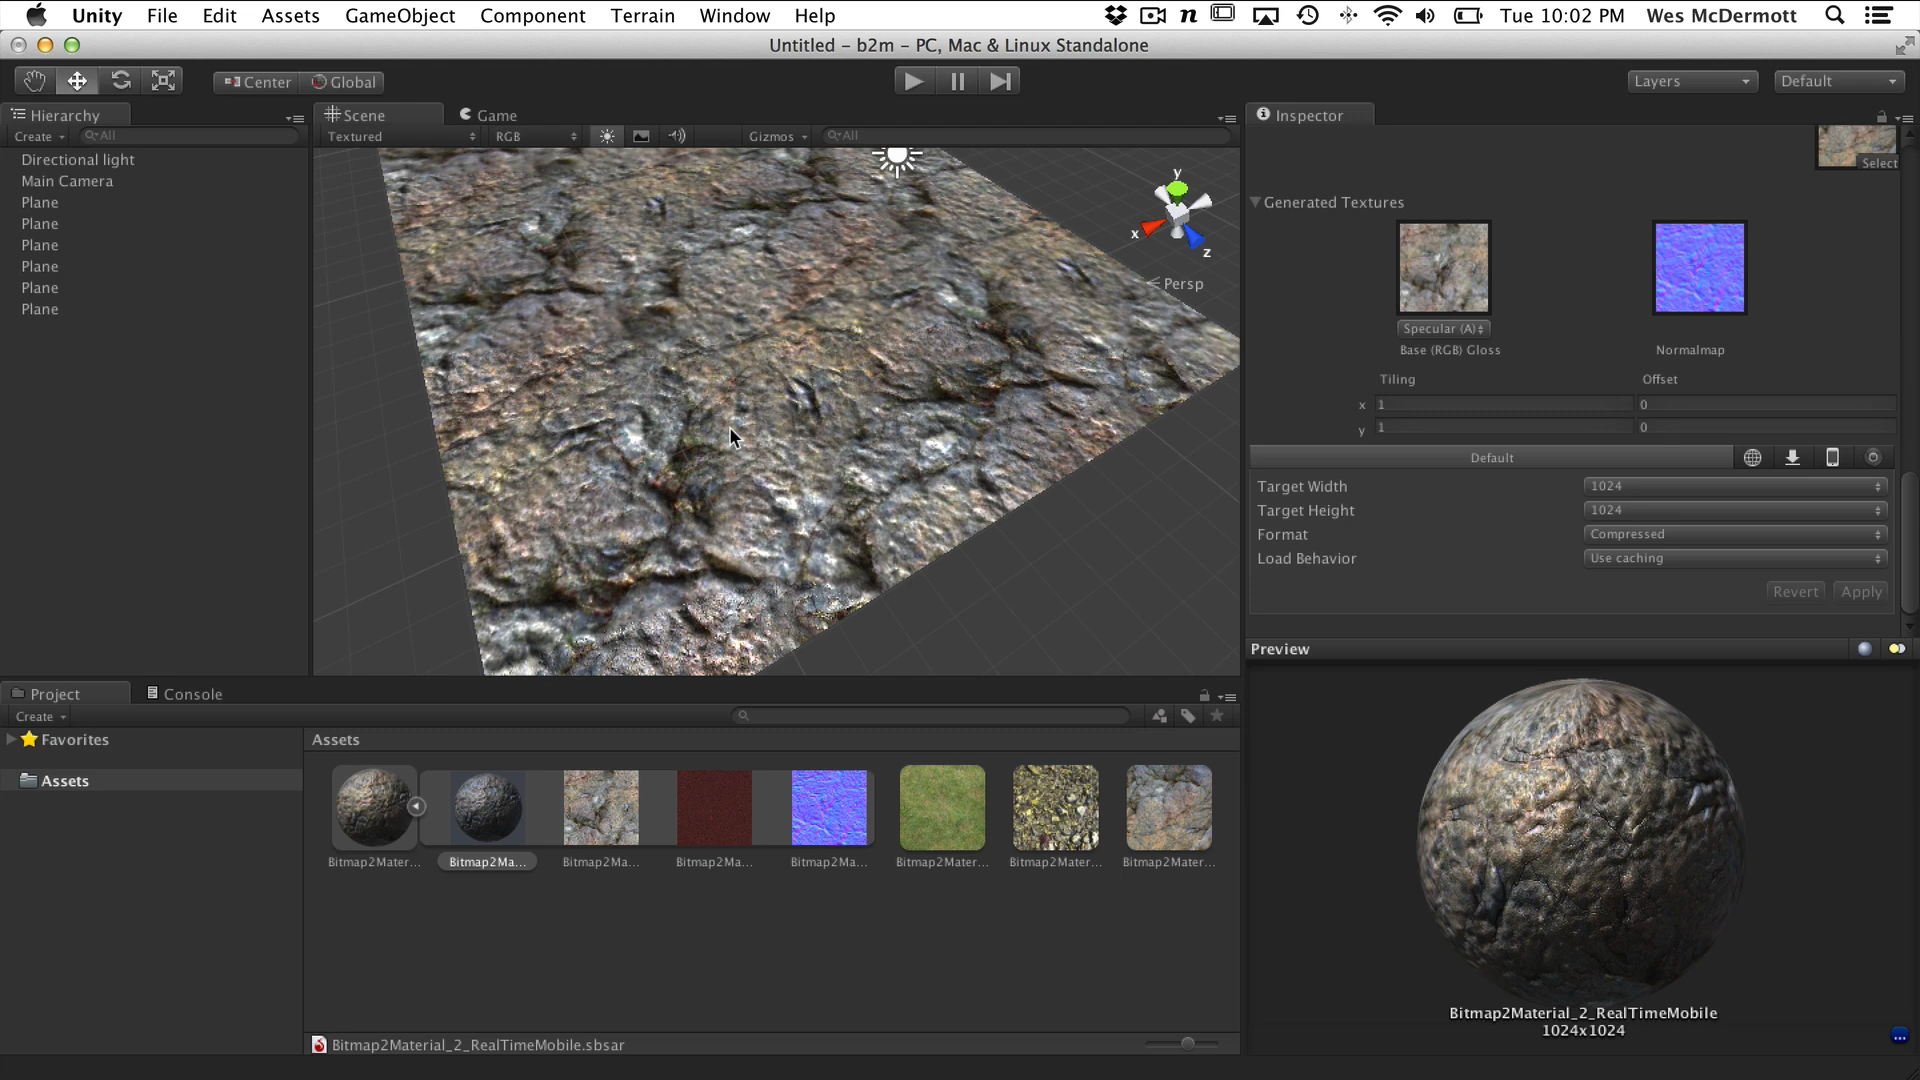 Unity File Edit Assets GameObject Component Terrain Window Help Tue 10:02 PM Wes McDermott
Untitled - b2m - PC, Mac & Linux Standalone
Center Global Layers Default
Hierarchy
Create All
Directional light
Main Camera
Plane
Plane
Plane
Plane
Plane
Plane
Scene Game
Textured RGB Gizmos All
y
x
z
Persp
Inspector
Select
Generated Textures
Specular (A)
Base (RGB) Gloss Normalmap
Tiling Offset
x 1 0
y 1 0
Default
Target Width 1024
Target Height 1024
Format Compressed
Load Behavior Use caching
Revert Apply
Preview
Bitmap2Material_2_RealTimeMobile
1024x1024
Project Console
Create
Favorites
Assets
Assets
Bitmap2Mater... Bitmap2Ma... Bitmap2Ma... Bitmap2Ma... Bitmap2Ma... Bitmap2Mater... Bitmap2Mater... Bitmap2Mater...
Bitmap2Material_2_RealTimeMobile.sbsar